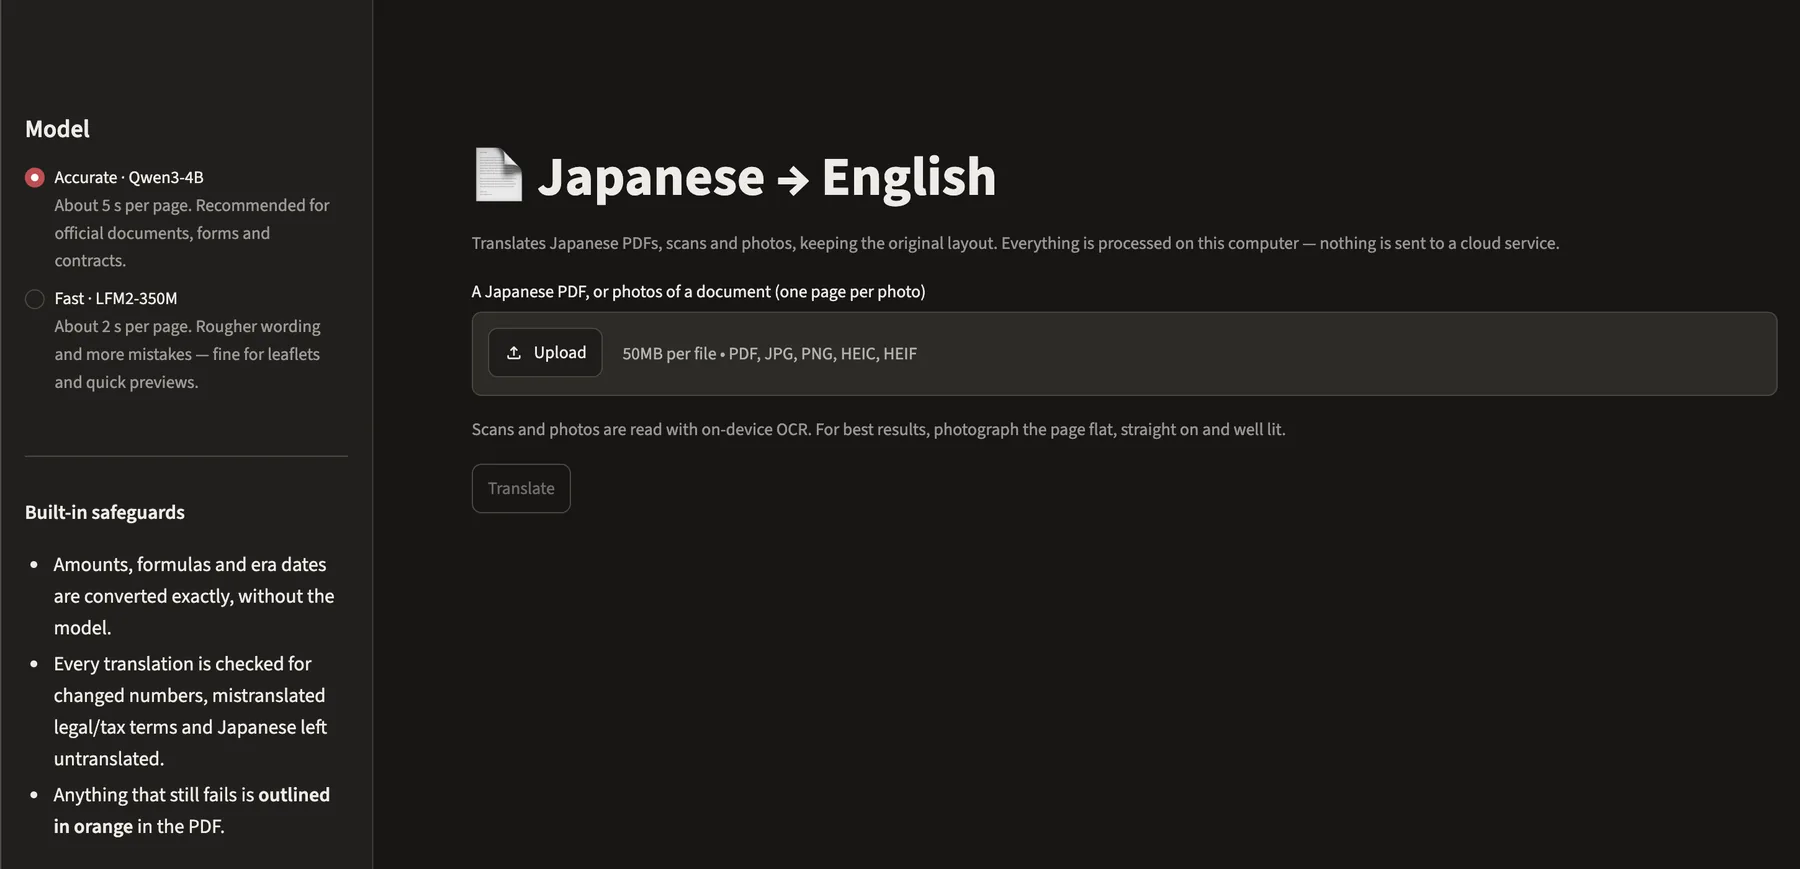 Model
Accurate · Qwen3-4B
About 5 s per page. Recommended for
official documents, forms and
contracts.
Fast · LFM2-350M
About 2 s per page. Rougher wording
and more mistakes — fine for leaflets
and quick previews.
Built-in safeguards
• Amounts, formulas and era dates
are converted exactly, without the
model.
• Every translation is checked for
changed numbers, mistranslated
legal/tax terms and Japanese left
untranslated.
• Anything that still fails is outlined
in orange in the PDF.
Japanese → English
Translates Japanese PDFs, scans and photos, keeping the original layout. Everything is processed on this computer — nothing is sent to a cloud service.
A Japanese PDF, or photos of a document (one page per photo)
Upload 50MB per file • PDF, JPG, PNG, HEIC, HEIF
Scans and photos are read with on-device OCR. For best results, photograph the page flat, straight on and well lit.
Translate